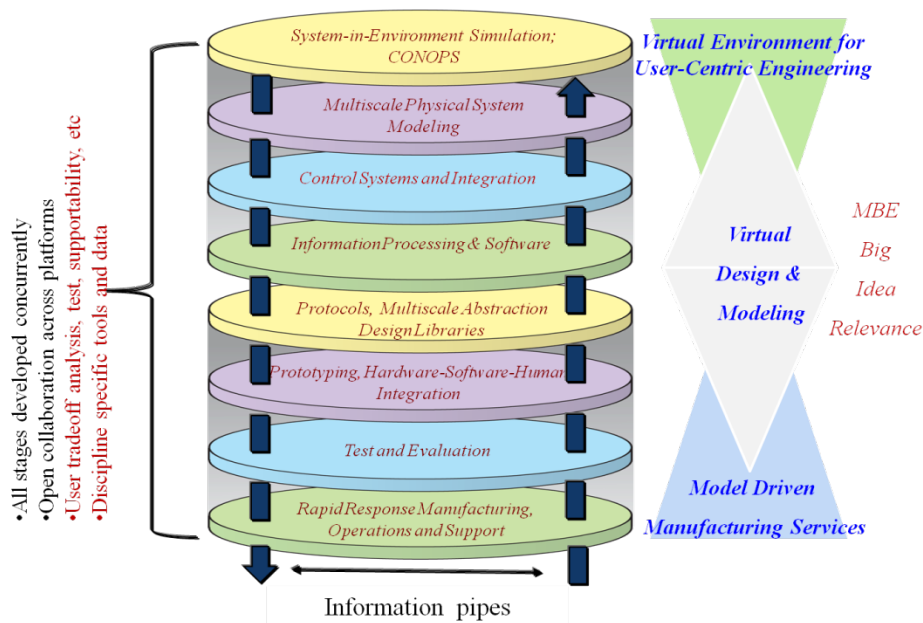 System-in-Environment Simulation;
CONOPS
Multiscale Physical System
Modeling
Control Systems and Integration
Information Processing & Software
Protocols, Multiscale Abstraction
Design Libraries
Prototyping, Hardware-Software-Human
Integration
Test and Evaluation
Rapid Response Manufacturing,
Operations and Support
Information pipes
•All stages developed concurrently
•Open collaboration across platforms
•User tradeoff analysis, test, supportability, etc
•Discipline specific tools and data
Virtual Environment for
User-Centric Engineering
Virtual
Design &
Modeling
MBE
Big
Idea
Relevance
Model Driven
Manufacturing Services